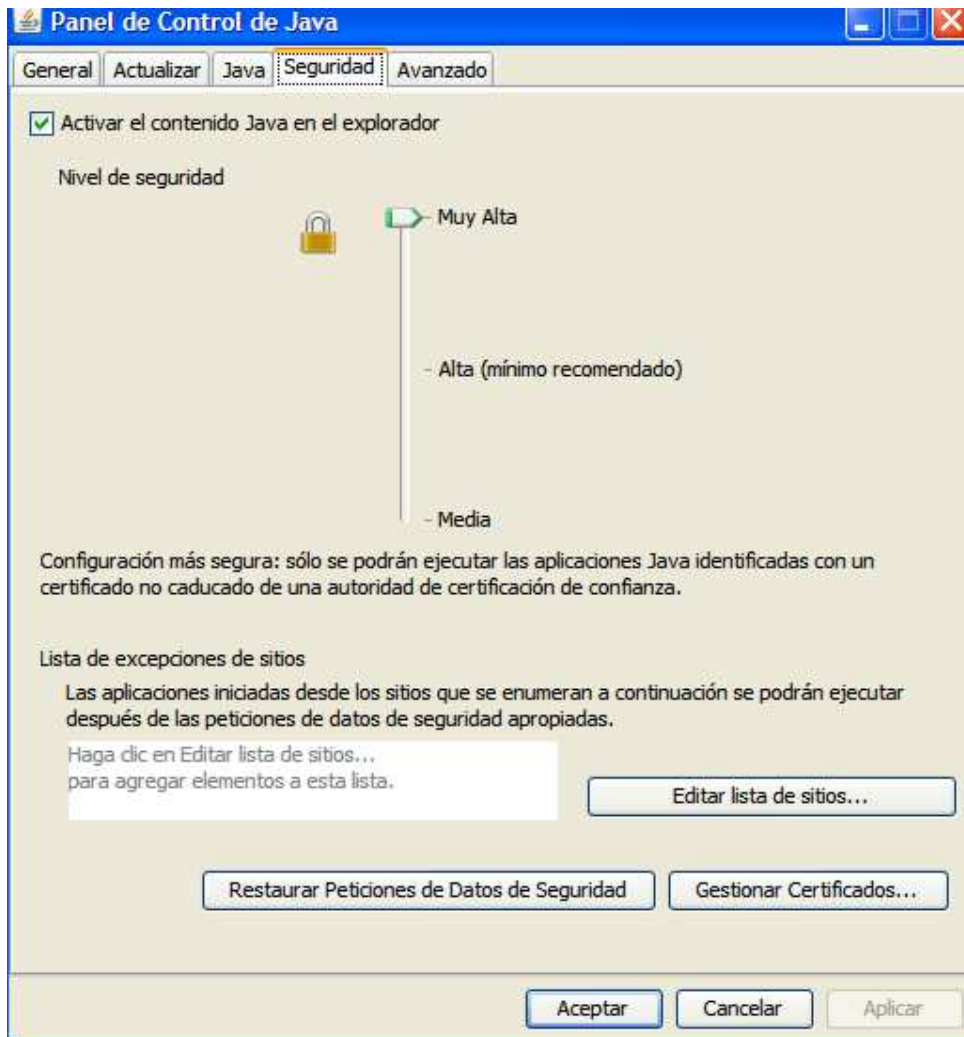 Panel de Control de Java
General Actualizar Java Seguridad Avanzado
Activar el contenido Java en el explorador
Nivel de seguridad
Muy Alta
Alta (mínimo recomendado)
Media
Configuración más segura: sólo se podrán ejecutar las aplicaciones Java identificadas con un
certificado no caducado de una autoridad de certificación de confianza.
Lista de excepciones de sitios
Las aplicaciones iniciadas desde los sitios que se enumeran a continuación se podrán ejecutar
después de las peticiones de datos de seguridad apropiadas.
Haga clic en Editar lista de sitios...
para agregar elementos a esta lista.
Editar lista de sitios...
Restaurar Peticiones de Datos de Seguridad Gestionar Certificados...
Aceptar Cancelar Aplicar